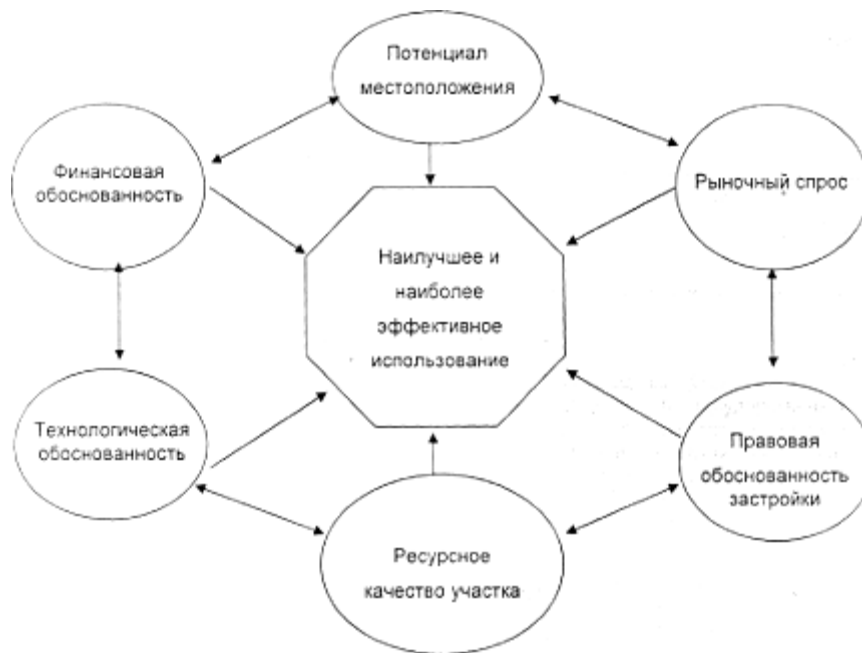 Потенциал
местоположения
Финансовая
обоснованность
Рыночный спрос
Наилучшее и
наиболее
эффективное
использование
Технологическая
обоснованность
Правовая
обоснованность
застройки
Ресурсное
качество участка